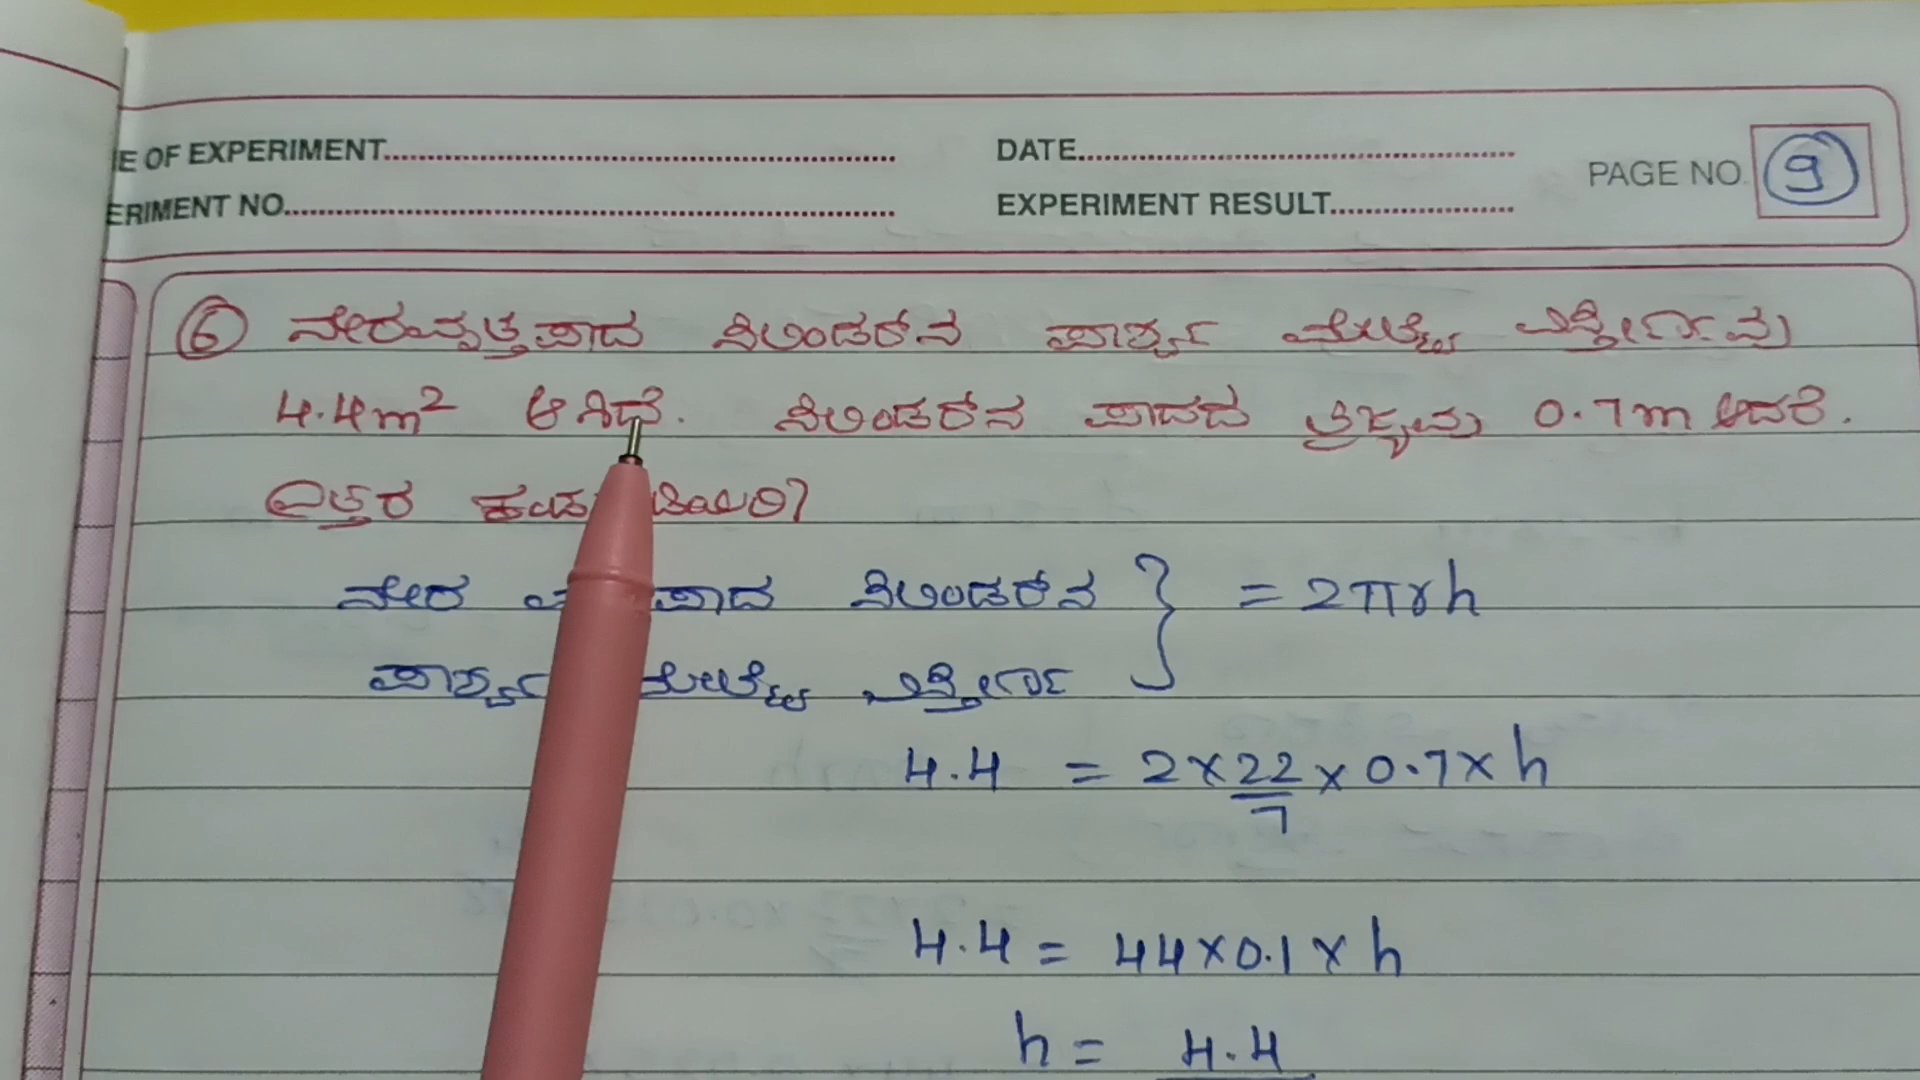 E OF EXPERIMENT........ DATE........
ERIMENT NO........ EXPERIMENT RESULT........ PAGE NO. 9
6 ನೇರವೃತ್ತಪಾದ ಸಿಲಿಂಡರ್‌ನ ಪಾರ್ಶ್ವ ಮೇಲ್ಮೈ ವಿಸ್ತೀರ್ಣವು
4.4m² ಆಗಿದೆ. ಸಿಲಿಂಡರ್‌ನ ಪಾದದ ತ್ರಿಜ್ಯವು 0.7m ಆದರೆ.
ಎತ್ತರ ಕಂಡು ಹಿಡಿಯಿರಿ?
ನೇರ ಪಾದ ಸಿಲಿಂಡರ್‌ನ } = 2πrh
ಪಾರ್ಶ್ವ ಮೇಲ್ಮೈ ವಿಸ್ತೀರ್ಣ
4.4 = 2 × 22/7 × 0.7 × h
4.4 = 44 × 0.1 × h
h = 4.4